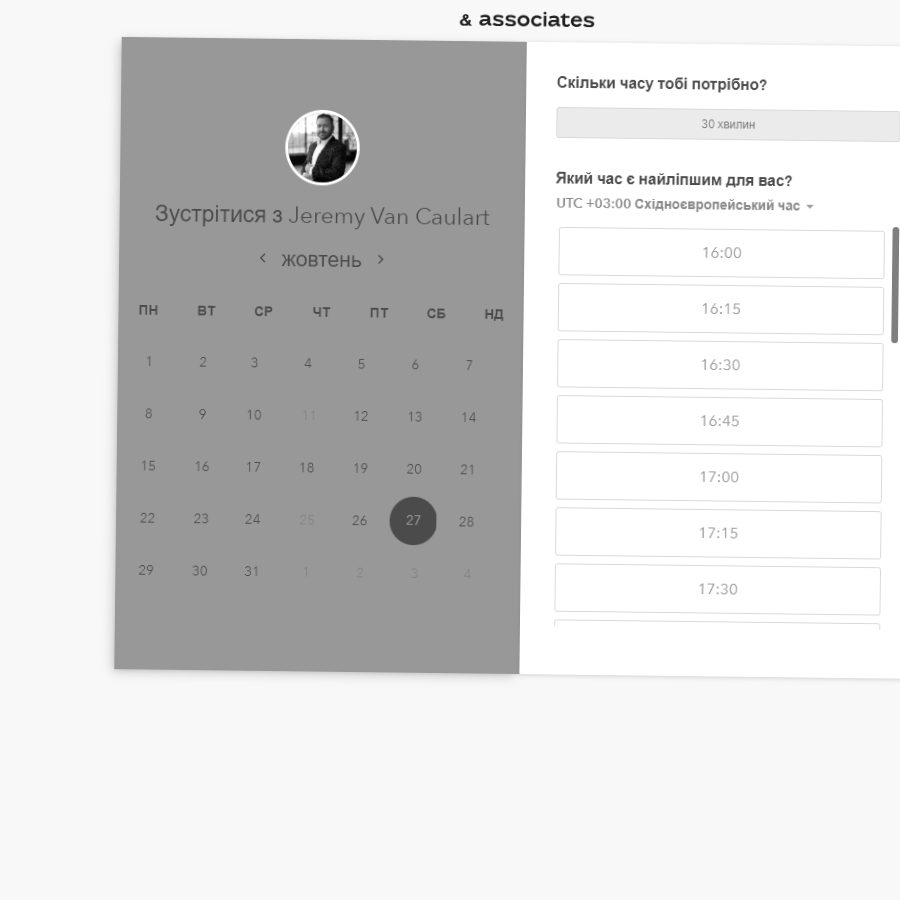 & associates
Зустрітися з Jeremy Van Caulart
жовтень
ПН ВТ СР ЧТ ПТ СБ НД
1 2 3 4 5 6 7
8 9 10 11 12 13 14
15 16 17 18 19 20 21
22 23 24 25 26 27 28
29 30 31 1 2 3 4
Скільки часу тобі потрібно?
30 хвилин
Який час є найліпшим для вас?
UTC +03:00 Східноєвропейський час
16:00
16:15
16:30
16:45
17:00
17:15
17:30